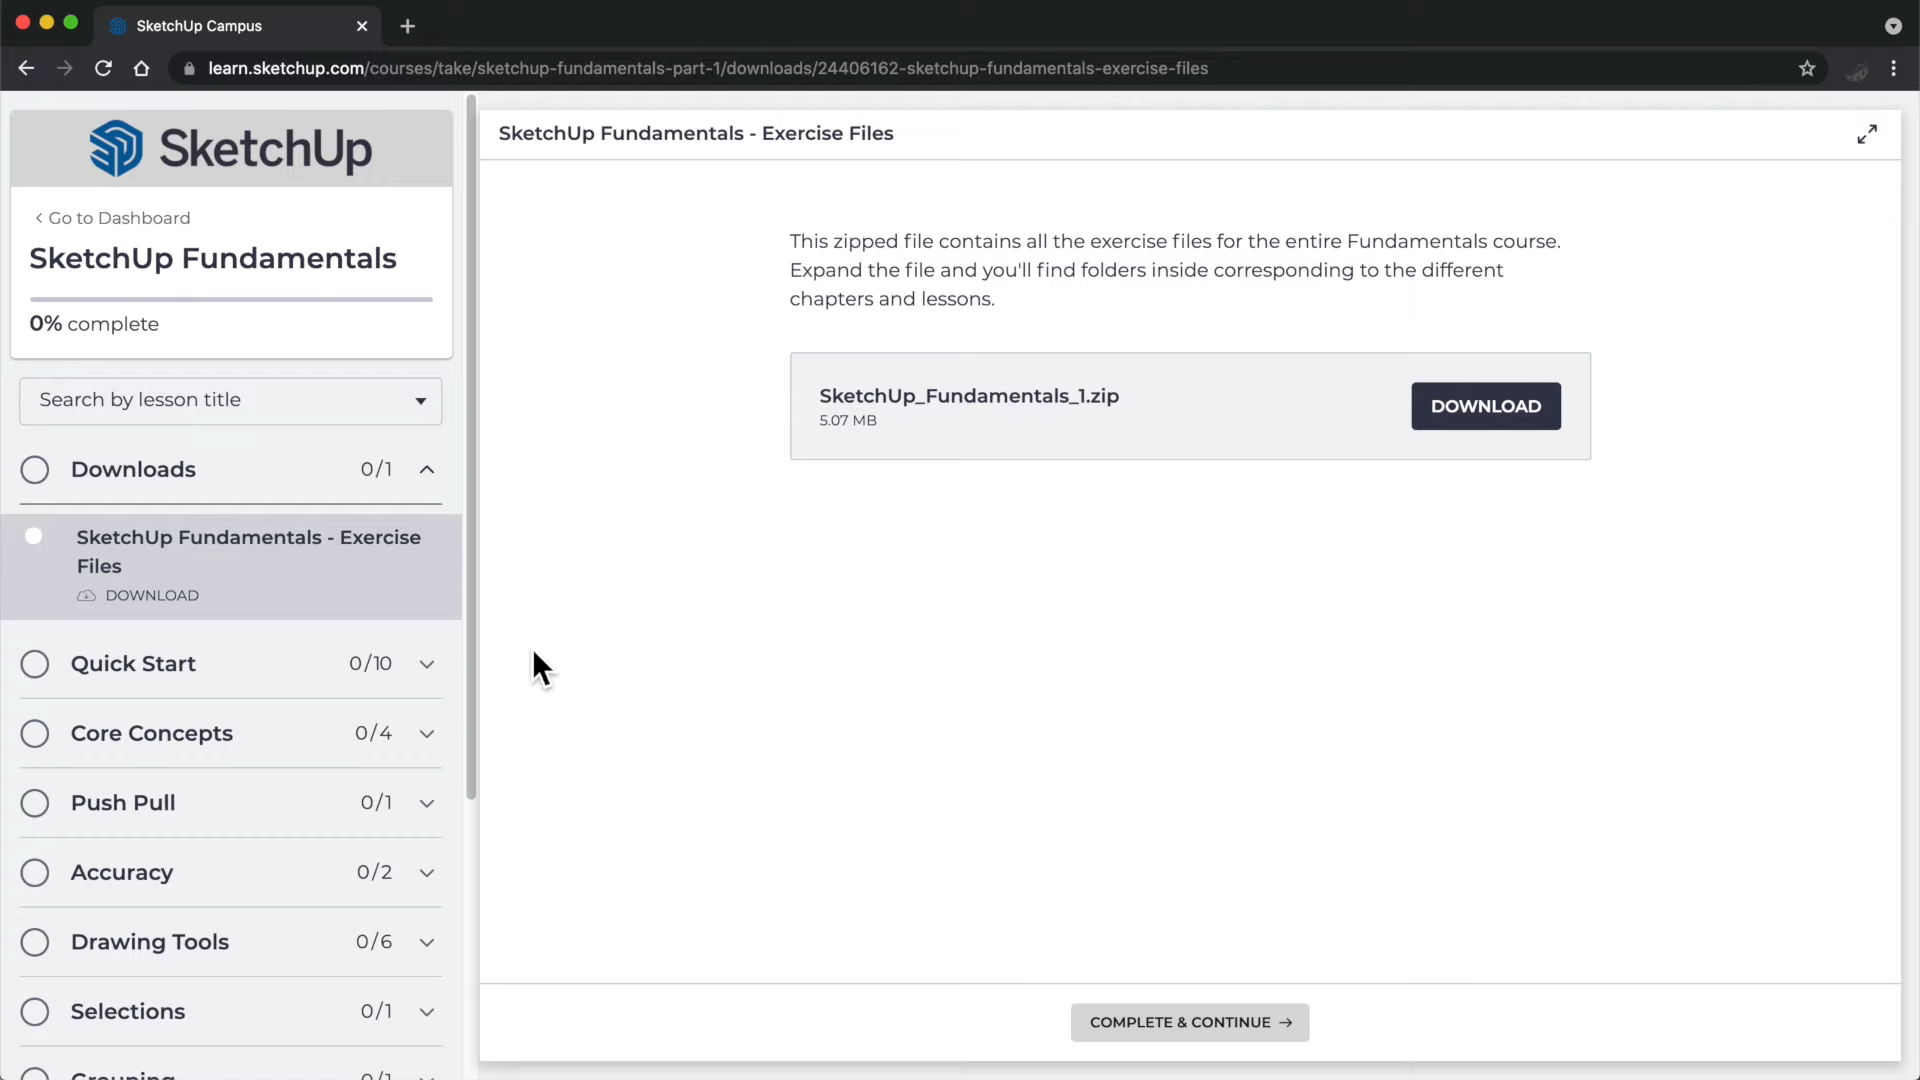 SketchUp Campus
learn.sketchup.com/courses/take/sketchup-fundamentals-part-1/downloads/24406162-sketchup-fundamentals-exercise-files
SketchUp
Go to Dashboard
SketchUp Fundamentals
0% complete
Search by lesson title
Downloads 0/1
SketchUp Fundamentals - Exercise
Files
DOWNLOAD
Quick Start 0/10
Core Concepts 0/4
Push Pull 0/1
Accuracy 0/2
Drawing Tools 0/6
Selections 0/1
Grouping 0/1
SketchUp Fundamentals - Exercise Files
This zipped file contains all the exercise files for the entire Fundamentals course.
Expand the file and you'll find folders inside corresponding to the different
chapters and lessons.
SketchUp_Fundamentals_1.zip
5.07 MB
DOWNLOAD
COMPLETE & CONTINUE →